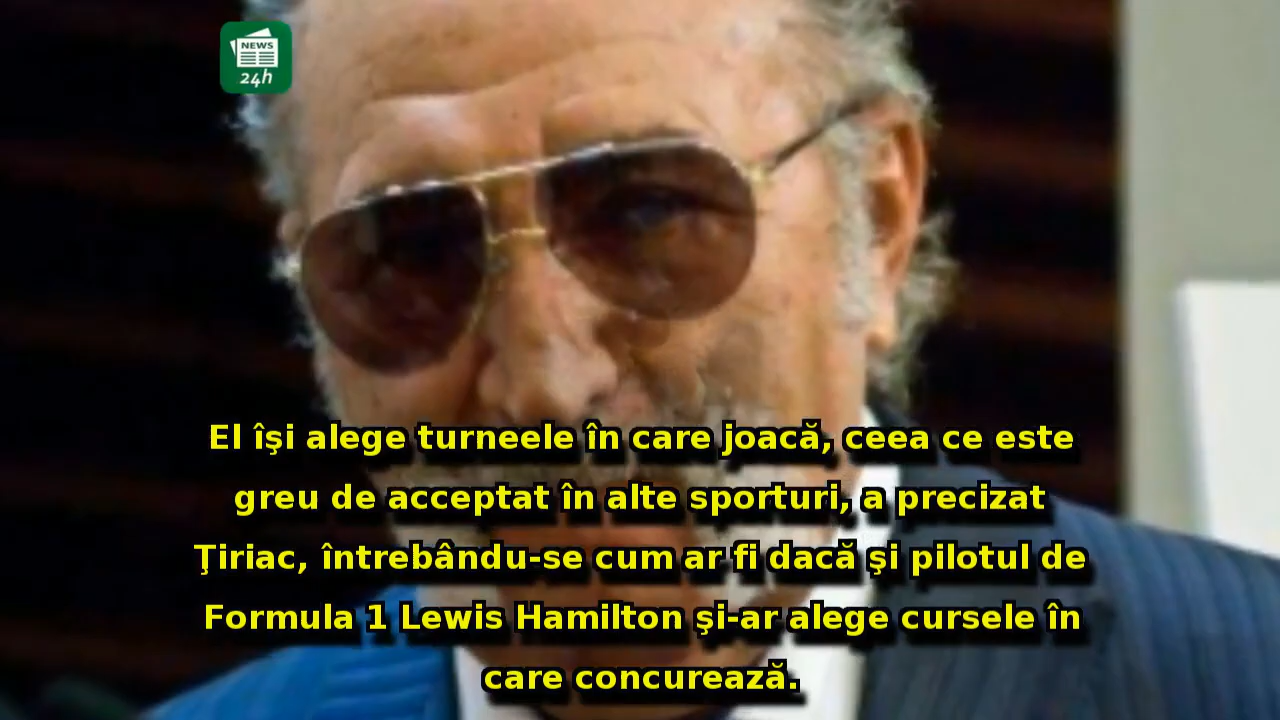 NEWS
24h
El îşi alege turneele în care joacă, ceea ce este
greu de acceptat în alte sporturi, a precizat
Ţiriac, întrebându-se cum ar fi dacă şi pilotul de
Formula 1 Lewis Hamilton şi-ar alege cursele în
care concurează.